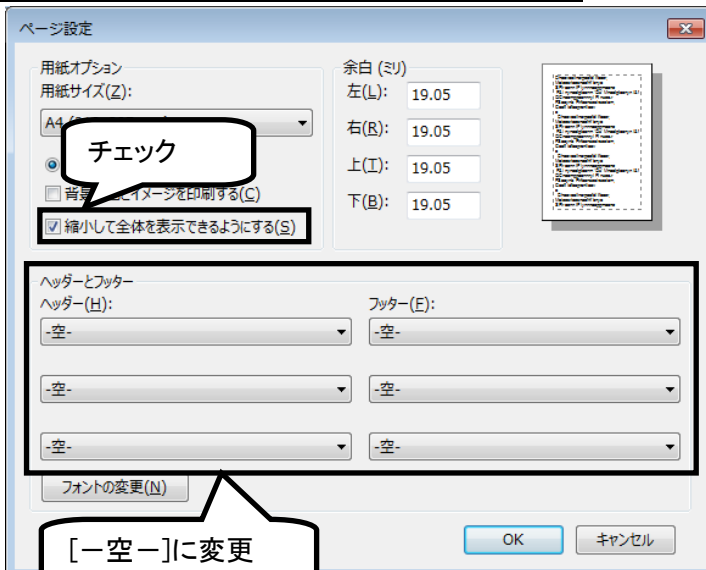 ページ設定
用紙オプション
用紙サイズ(Z):
A4
チェック
イメージを印刷する(C)
縮小して全体を表示できるようにする(S)
余白 (ミリ)
左(L): 19.05
右(R): 19.05
上(T): 19.05
下(B): 19.05
ヘッダーとフッター
ヘッダー(H):
フッター(F):
-空-
-空-
-空-
-空-
-空-
-空-
フォントの変更(N)
[－空－]に変更
OK
キャンセル